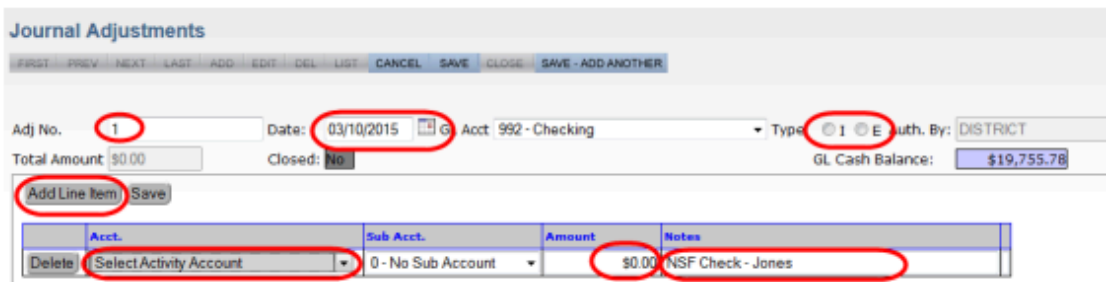 Journal Adjustments
FIRST PREV NEXT LAST ADD EDIT DEL LIST CANCEL SAVE CLOSE SAVE - ADD ANOTHER
Adj No. 1 Date: 03/10/2015 GL Acct 992 - Checking Type I E Auth. By: DISTRICT
Total Amount $0.00 Closed: No GL Cash Balance: $19,755.78
Add Line Item Save
Acct. Sub Acct. Amount Notes
Delete Select Activity Account 0 - No Sub Account $0.00 NSF Check - Jones